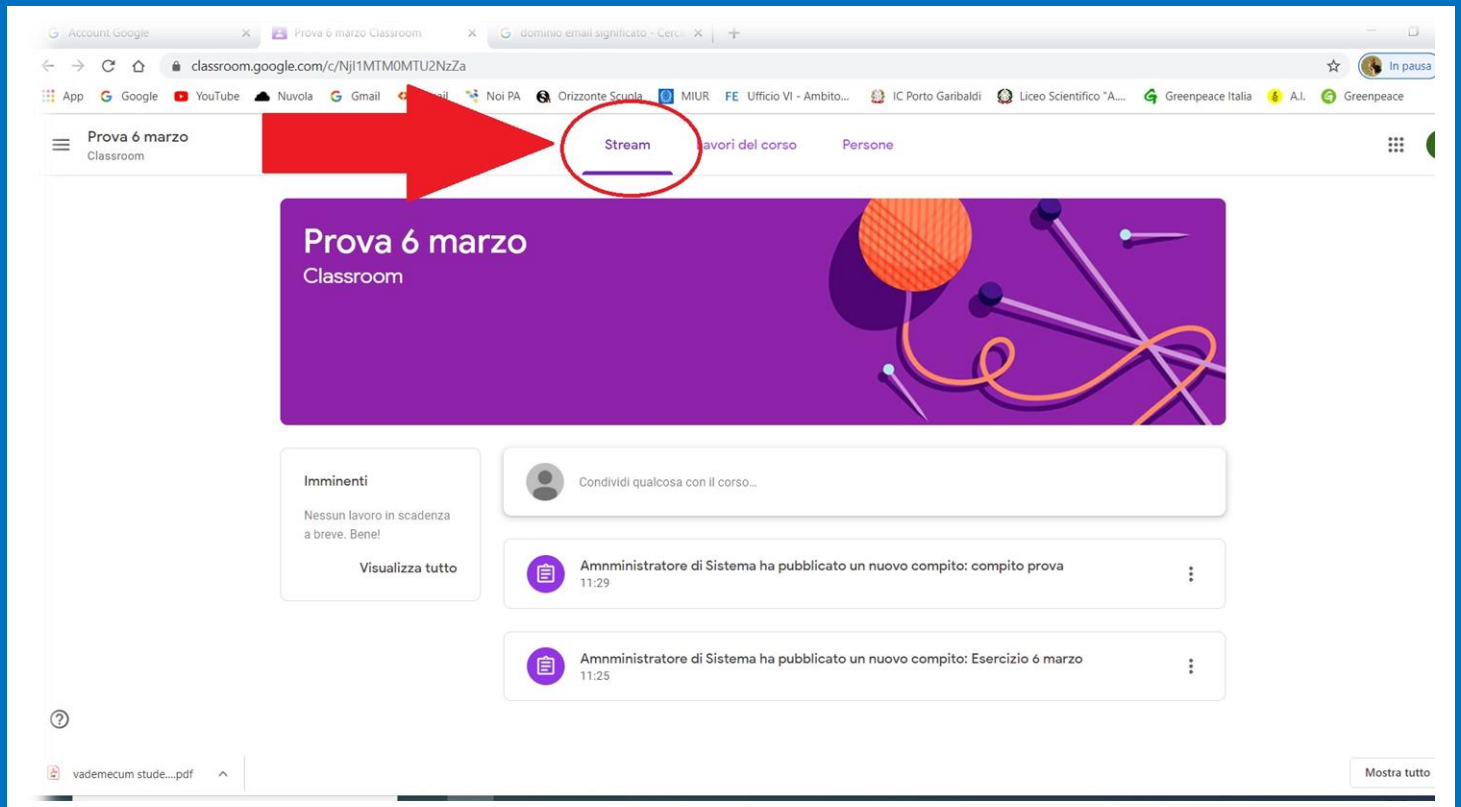 Account Google
Prova 6 marzo Classroom
dominio email significato - Cerc
classroom.google.com/c/NjI1MTM0MTU2NzZa
In pausa
App Google YouTube Nuvola Gmail Noi PA Orizzonte Scuola MIUR FE Ufficio VI - Ambito... IC Porto Garibaldi Liceo Scientifico "A.... Greenpeace Italia A.I. Greenpeace
Prova 6 marzo
Classroom
Stream
Lavori del corso
Persone
Prova 6 marzo
Classroom
Imminenti
Nessun lavoro in scadenza
a breve. Bene!
Visualizza tutto
Condividi qualcosa con il corso...
Amnministratore di Sistema ha pubblicato un nuovo compito: compito prova
11:29
Amnministratore di Sistema ha pubblicato un nuovo compito: Esercizio 6 marzo
11:25
vademecum stude....pdf
Mostra tutto